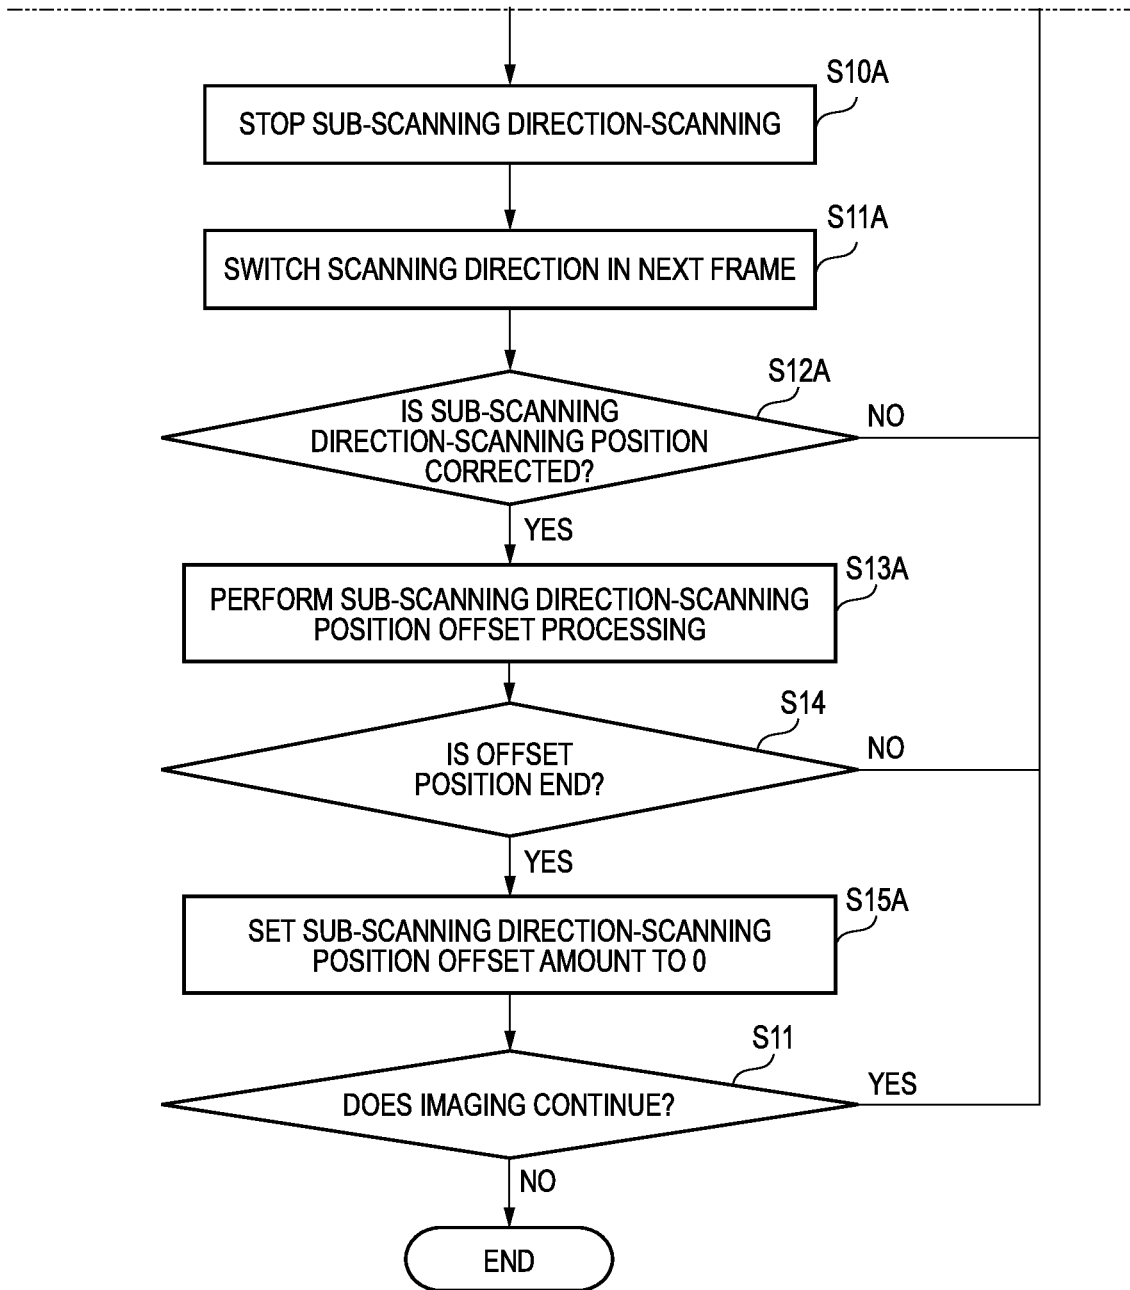 S10A
STOP SUB-SCANNING DIRECTION-SCANNING
S11A
SWITCH SCANNING DIRECTION IN NEXT FRAME
S12A
IS SUB-SCANNING
DIRECTION-SCANNING POSITION
CORRECTED?
NO
YES
S13A
PERFORM SUB-SCANNING DIRECTION-SCANNING
POSITION OFFSET PROCESSING
S14
IS OFFSET
POSITION END?
NO
YES
S15A
SET SUB-SCANNING DIRECTION-SCANNING
POSITION OFFSET AMOUNT TO 0
S11
DOES IMAGING CONTINUE?
YES
NO
END